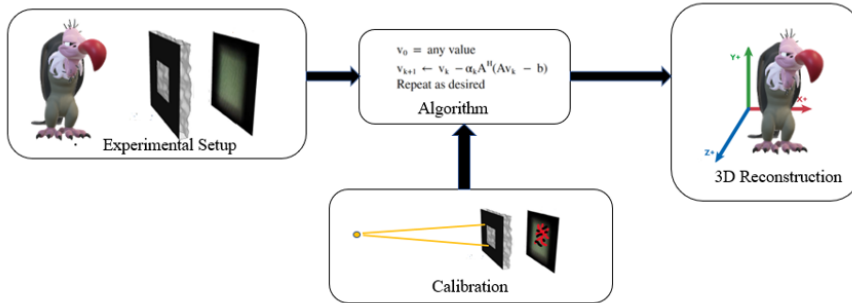 v₀ = any value
vₖ₊₁ ← vₖ − αₖAᴴ(Avₖ − b)
Repeat as desired
Algorithm
Experimental Setup
Y+
X+
Z+
3D Reconstruction
Calibration